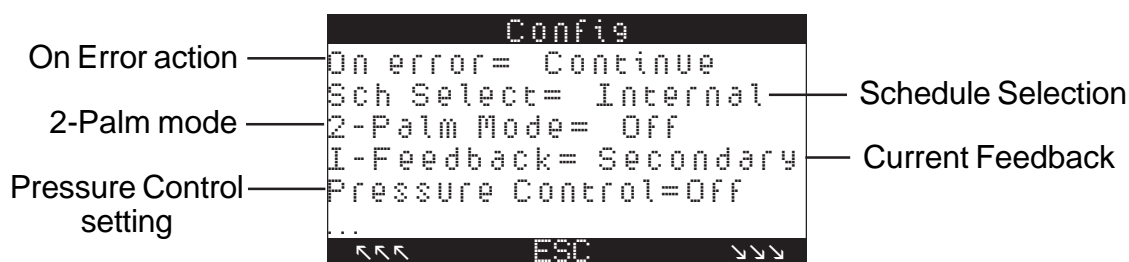 Config
On Error action
On error= Continue
Sch Select= Internal
Schedule Selection
2-Palm mode
2-Palm Mode= Off
I-Feedback= Secondary
Current Feedback
Pressure Control
setting
Pressure Control=Off
...
↖↖↖ ESC ↘↘↘